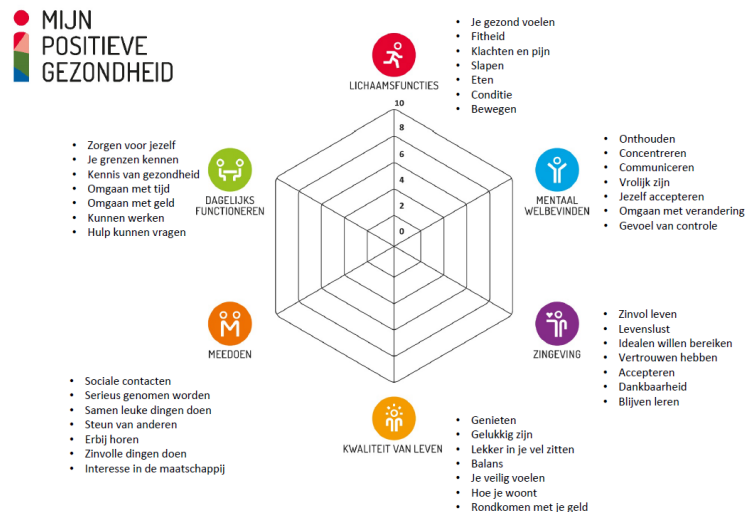 MIJN
POSITIEVE
GEZONDHEID
LICHAAMSFUNCTIES
• Je gezond voelen
• Fitheid
• Klachten en pijn
• Slapen
• Eten
• Conditie
• Bewegen
10
8
6
4
2
0
MENTAAL
WELBEVINDEN
• Onthouden
• Concentreren
• Communiceren
• Vrolijk zijn
• Jezelf accepteren
• Omgaan met verandering
• Gevoel van controle
ZINGEVING
• Zinvol leven
• Levenslust
• Idealen willen bereiken
• Vertrouwen hebben
• Accepteren
• Dankbaarheid
• Blijven leren
KWALITEIT VAN LEVEN
• Genieten
• Gelukkig zijn
• Lekker in je vel zitten
• Balans
• Je veilig voelen
• Hoe je woont
• Rondkomen met je geld
MEEDOEN
• Sociale contacten
• Serieus genomen worden
• Samen leuke dingen doen
• Steun van anderen
• Erbij horen
• Zinvolle dingen doen
• Interesse in de maatschappij
DAGELIJKS
FUNCTIONEREN
• Zorgen voor jezelf
• Je grenzen kennen
• Kennis van gezondheid
• Omgaan met tijd
• Omgaan met geld
• Kunnen werken
• Hulp kunnen vragen